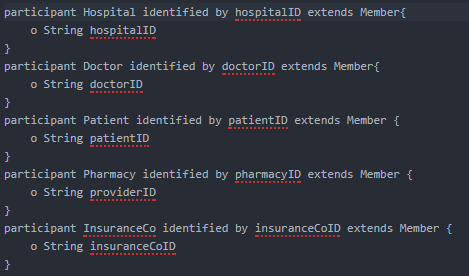 participant Hospital identified by hospitalID extends Member{
o String hospitalID
}
participant Doctor identified by doctorID extends Member{
o String doctorID
}
participant Patient identified by patientID extends Member {
o String patientID
}
participant Pharmacy identified by pharmacyID extends Member {
o String providerID
}
participant InsuranceCo identified by insuranceCoID extends Member {
o String insuranceCoID
}